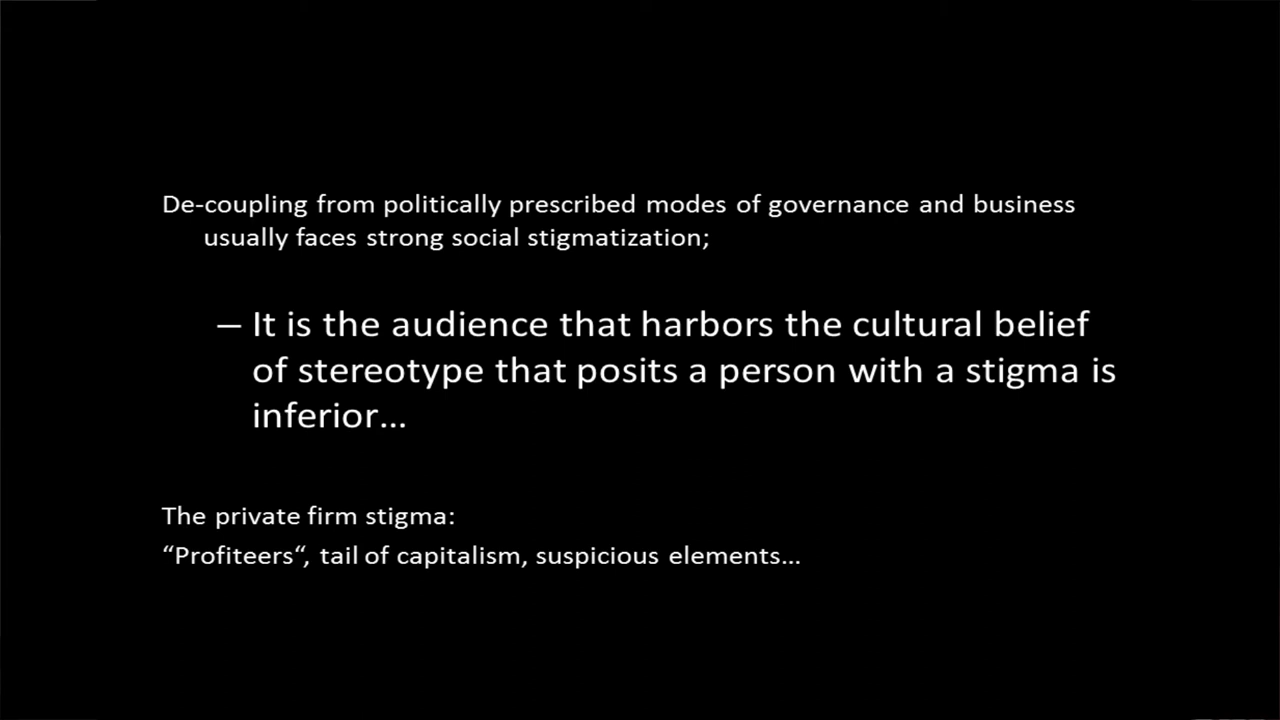 De-coupling from politically prescribed modes of governance and business
usually faces strong social stigmatization;
– It is the audience that harbors the cultural belief
of stereotype that posits a person with a stigma is
inferior…
The private firm stigma:
“Profiteers“, tail of capitalism, suspicious elements…